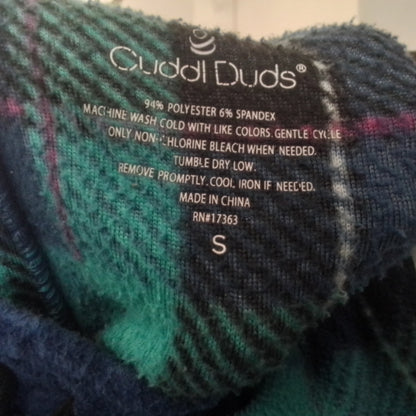 Cuddl Duds®
94% POLYESTER 6% SPANDEX
MACHINE WASH COLD WITH LIKE COLORS. GENTLE CYCLE
ONLY NON-CHLORINE BLEACH WHEN NEEDED.
TUMBLE DRY LOW.
REMOVE PROMPTLY. COOL IRON IF NEEDED.
MADE IN CHINA
RN#17363
S